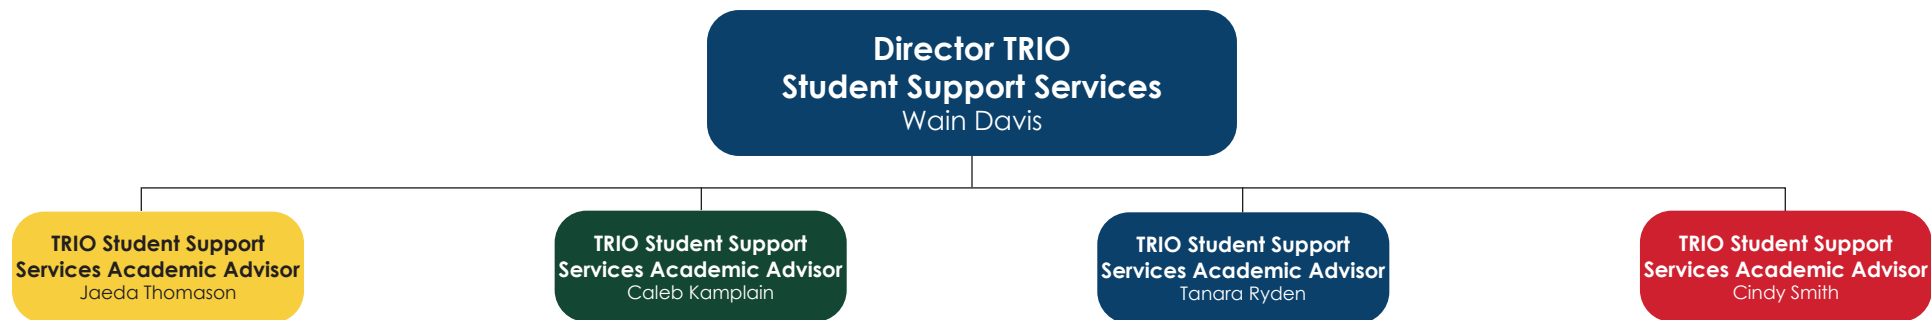 Director TRIO
Student Support Services
Wain Davis
TRIO Student Support
Services Academic Advisor
Jaeda Thomason
TRIO Student Support
Services Academic Advisor
Caleb Kamplain
TRIO Student Support
Services Academic Advisor
Tanara Ryden
TRIO Student Support
Services Academic Advisor
Cindy Smith